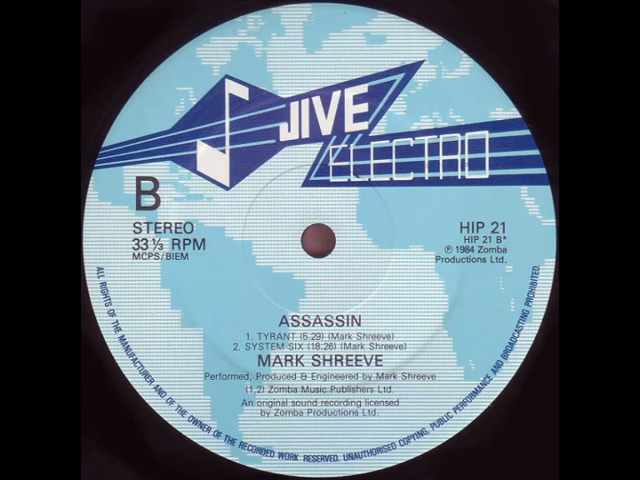 JIVE
ELECTRO
B
STEREO
33⅓ RPM
MCPS/BIEM
HIP 21
HIP 21 B*
℗ 1984 Zomba
Productions Ltd.
ASSASSIN
1. TYRANT (5.29) (Mark Shreeve)
2. SYSTEM SIX (18.26) (Mark Shreeve)
MARK SHREEVE
Performed, Produced & Engineered by Mark Shreeve
(1,2) Zomba Music Publishers Ltd.
An original sound recording licensed
by Zomba Productions Ltd.
ALL RIGHTS OF THE MANUFACTURER AND OF THE OWNER OF THE RECORDED WORK RESERVED. UNAUTHORISED COPYING, PUBLIC PERFORMANCE AND BROADCASTING PROHIBITED.